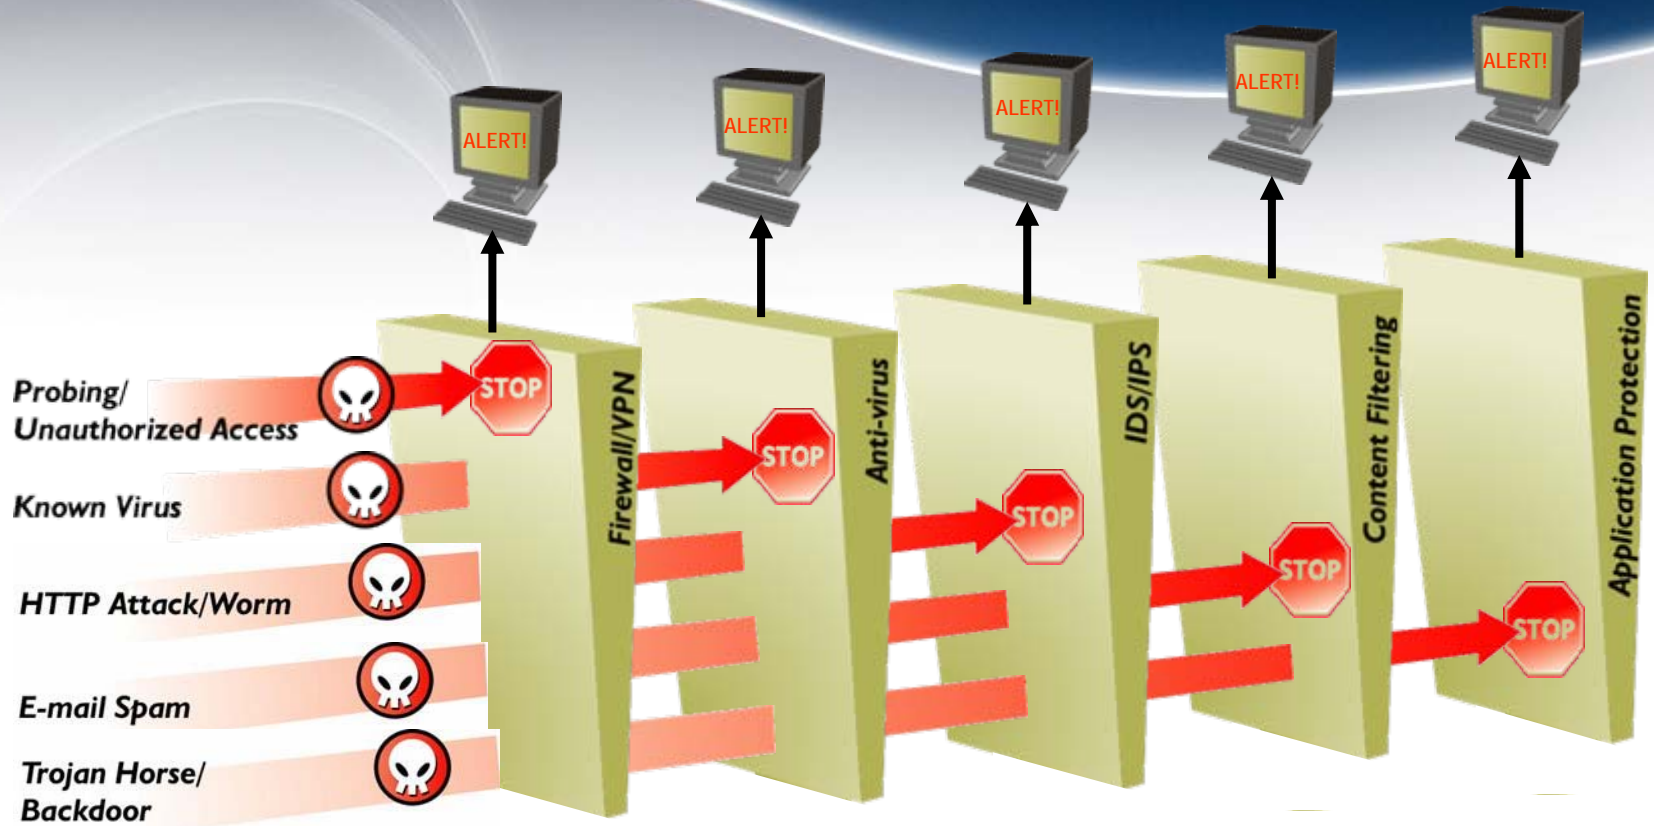 ALERT!
ALERT!
ALERT!
ALERT!
ALERT!
Probing/
Unauthorized Access
Known Virus
HTTP Attack/Worm
E-mail Spam
Trojan Horse/
Backdoor
STOP
Firewall/VPN
STOP
Anti-virus
STOP
IDS/IPS
STOP
Content Filtering
STOP
Application Protection